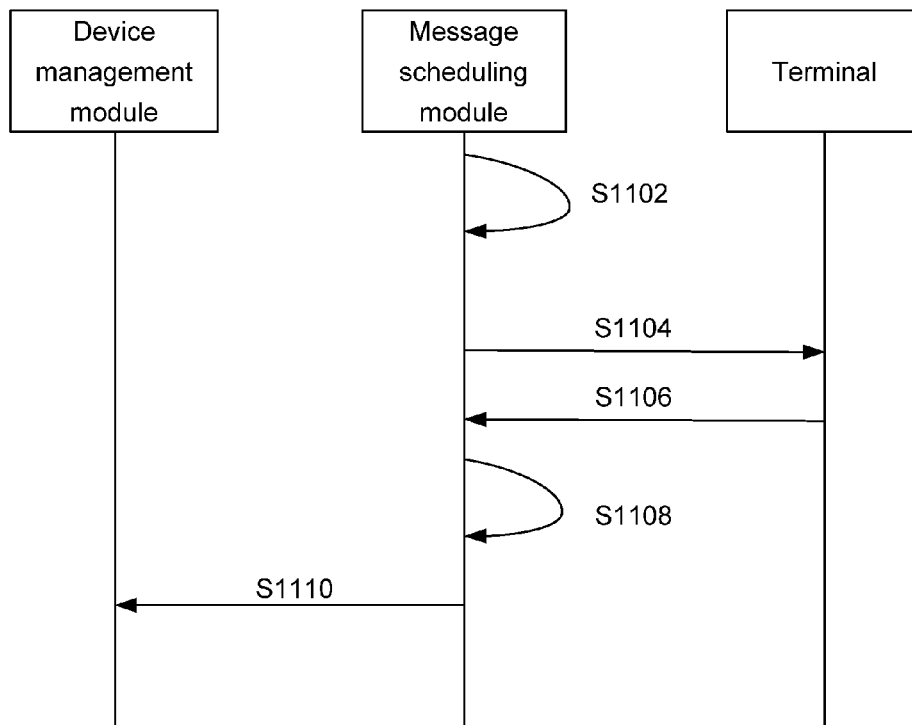 Device
management
module
Message
scheduling
module
Terminal
S1102
S1104
S1106
S1108
S1110